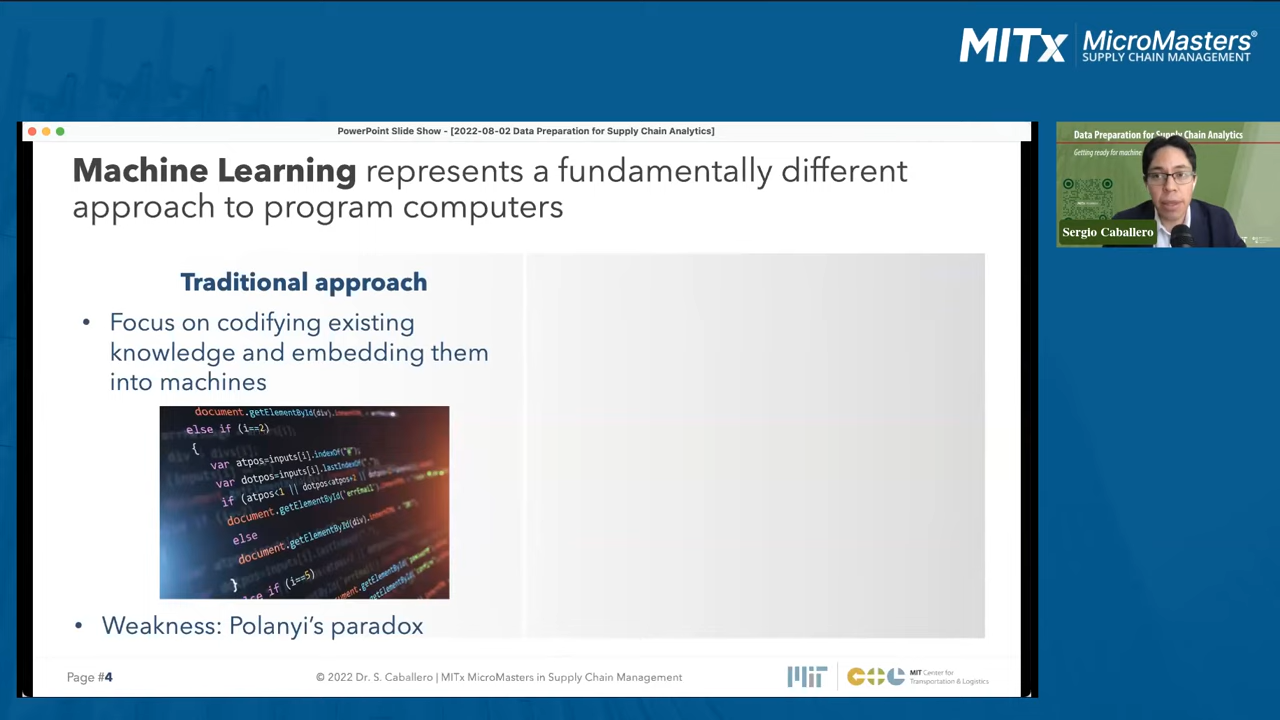 MITx
MicroMasters®
SUPPLY CHAIN MANAGEMENT
PowerPoint Slide Show - [2022-08-02 Data Preparation for Supply Chain Analytics]
Machine Learning represents a fundamentally different
approach to program computers
Traditional approach
• Focus on codifying existing
knowledge and embedding them
into machines
document.getElementById(div).
else if (i==2)
{
var atpos=inputs[i].indexOf("@");
var dotpos=inputs[i].lastIndexOf(
if (atpos<1 || dotpos<atpos+2 ||
document.getElementById('errEmail').
else
document.getElementById(div).
}
else if (i==5)
• Weakness: Polanyi's paradox
Page #4
© 2022 Dr. S. Caballero | MITx MicroMasters in Supply Chain Management
MIT
CTL
MIT Center for
Transportation & Logistics
Data Preparation for Supply Chain Analytics
Getting ready for machine
Sergio Caballero